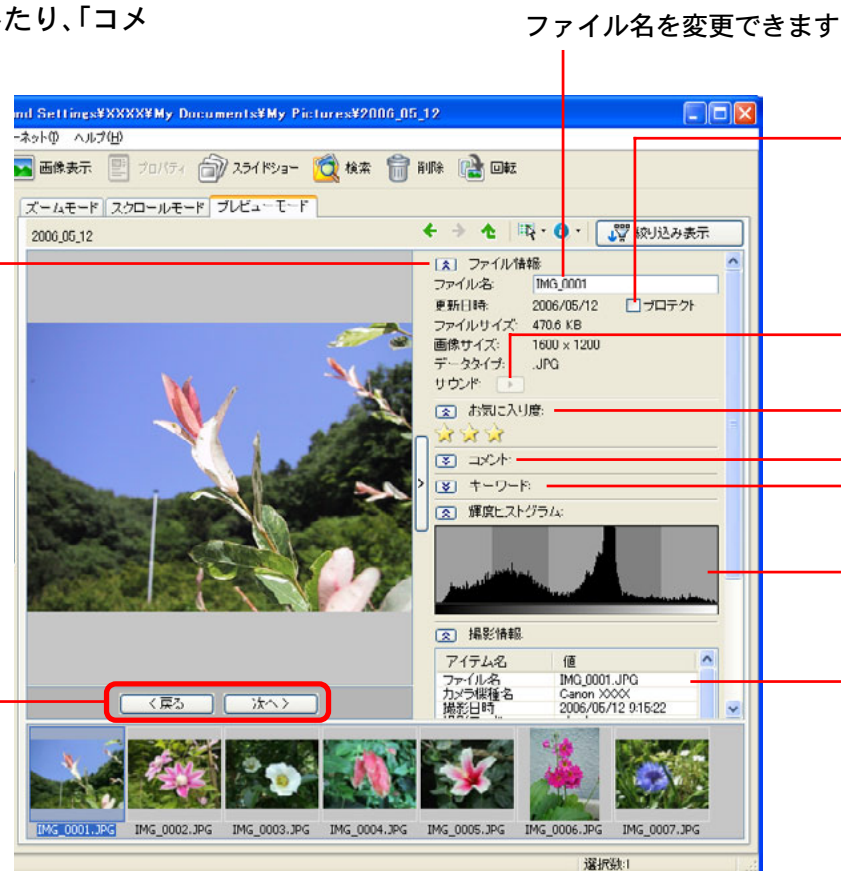 たり、「コメ
ファイル名を変更できます
nd Settings¥XXXX¥My Documents¥My Pictures¥2006_05_12
ーネット(I) ヘルプ(H)
画像表示 プロパティ スライドショー 検索 削除 回転
ズームモード スクロールモード プレビューモード
2006_05_12
絞り込み表示
ファイル情報:
ファイル名: IMG_0001
更新日時: 2006/05/12 プロテクト
ファイルサイズ: 470.6 KB
画像サイズ: 1600 x 1200
データタイプ: .JPG
サウンド:
お気に入り度:
コメント:
キーワード:
輝度ヒストグラム:
撮影情報:
アイテム名 値
ファイル名 IMG_0001.JPG
カメラ機種名 Canon XXXX
撮影日時 2006/05/12 9:15:22
< 戻る 次へ >
IMG_0001.JPG IMG_0002.JPG IMG_0003.JPG IMG_0004.JPG IMG_0005.JPG IMG_0006.JPG IMG_0007.JPG
選択数:1